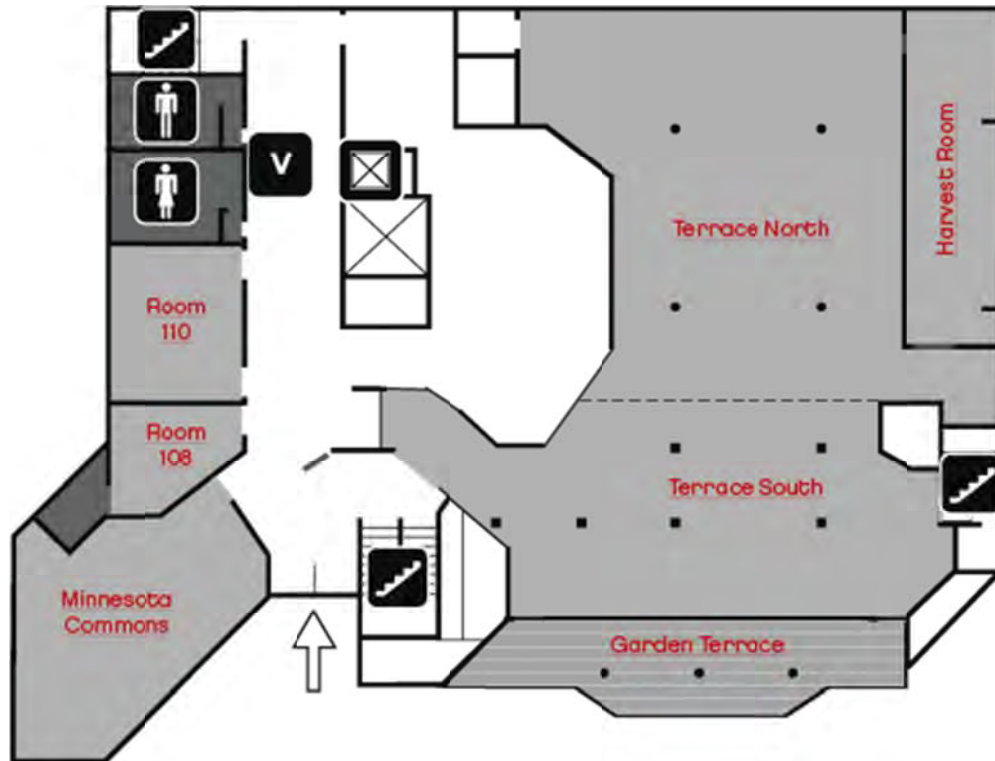 V
Harvest Room
Terrace North
Room
110
Room
108
Terrace South
Minnesota
Commons
Garden Terrace